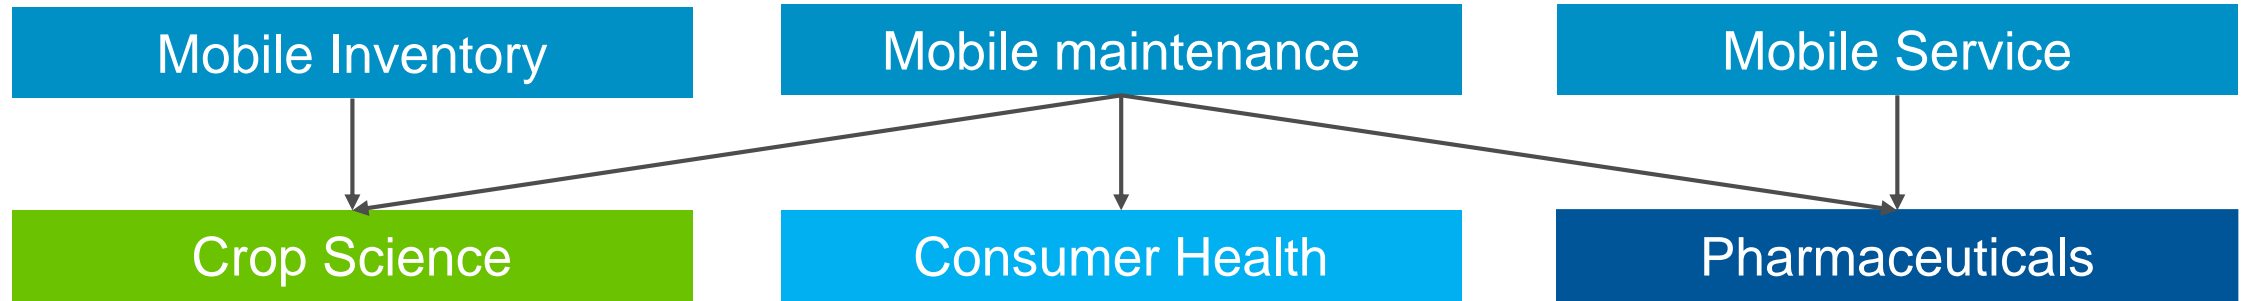 Mobile Inventory
Mobile maintenance
Mobile Service
Crop Science
Consumer Health
Pharmaceuticals